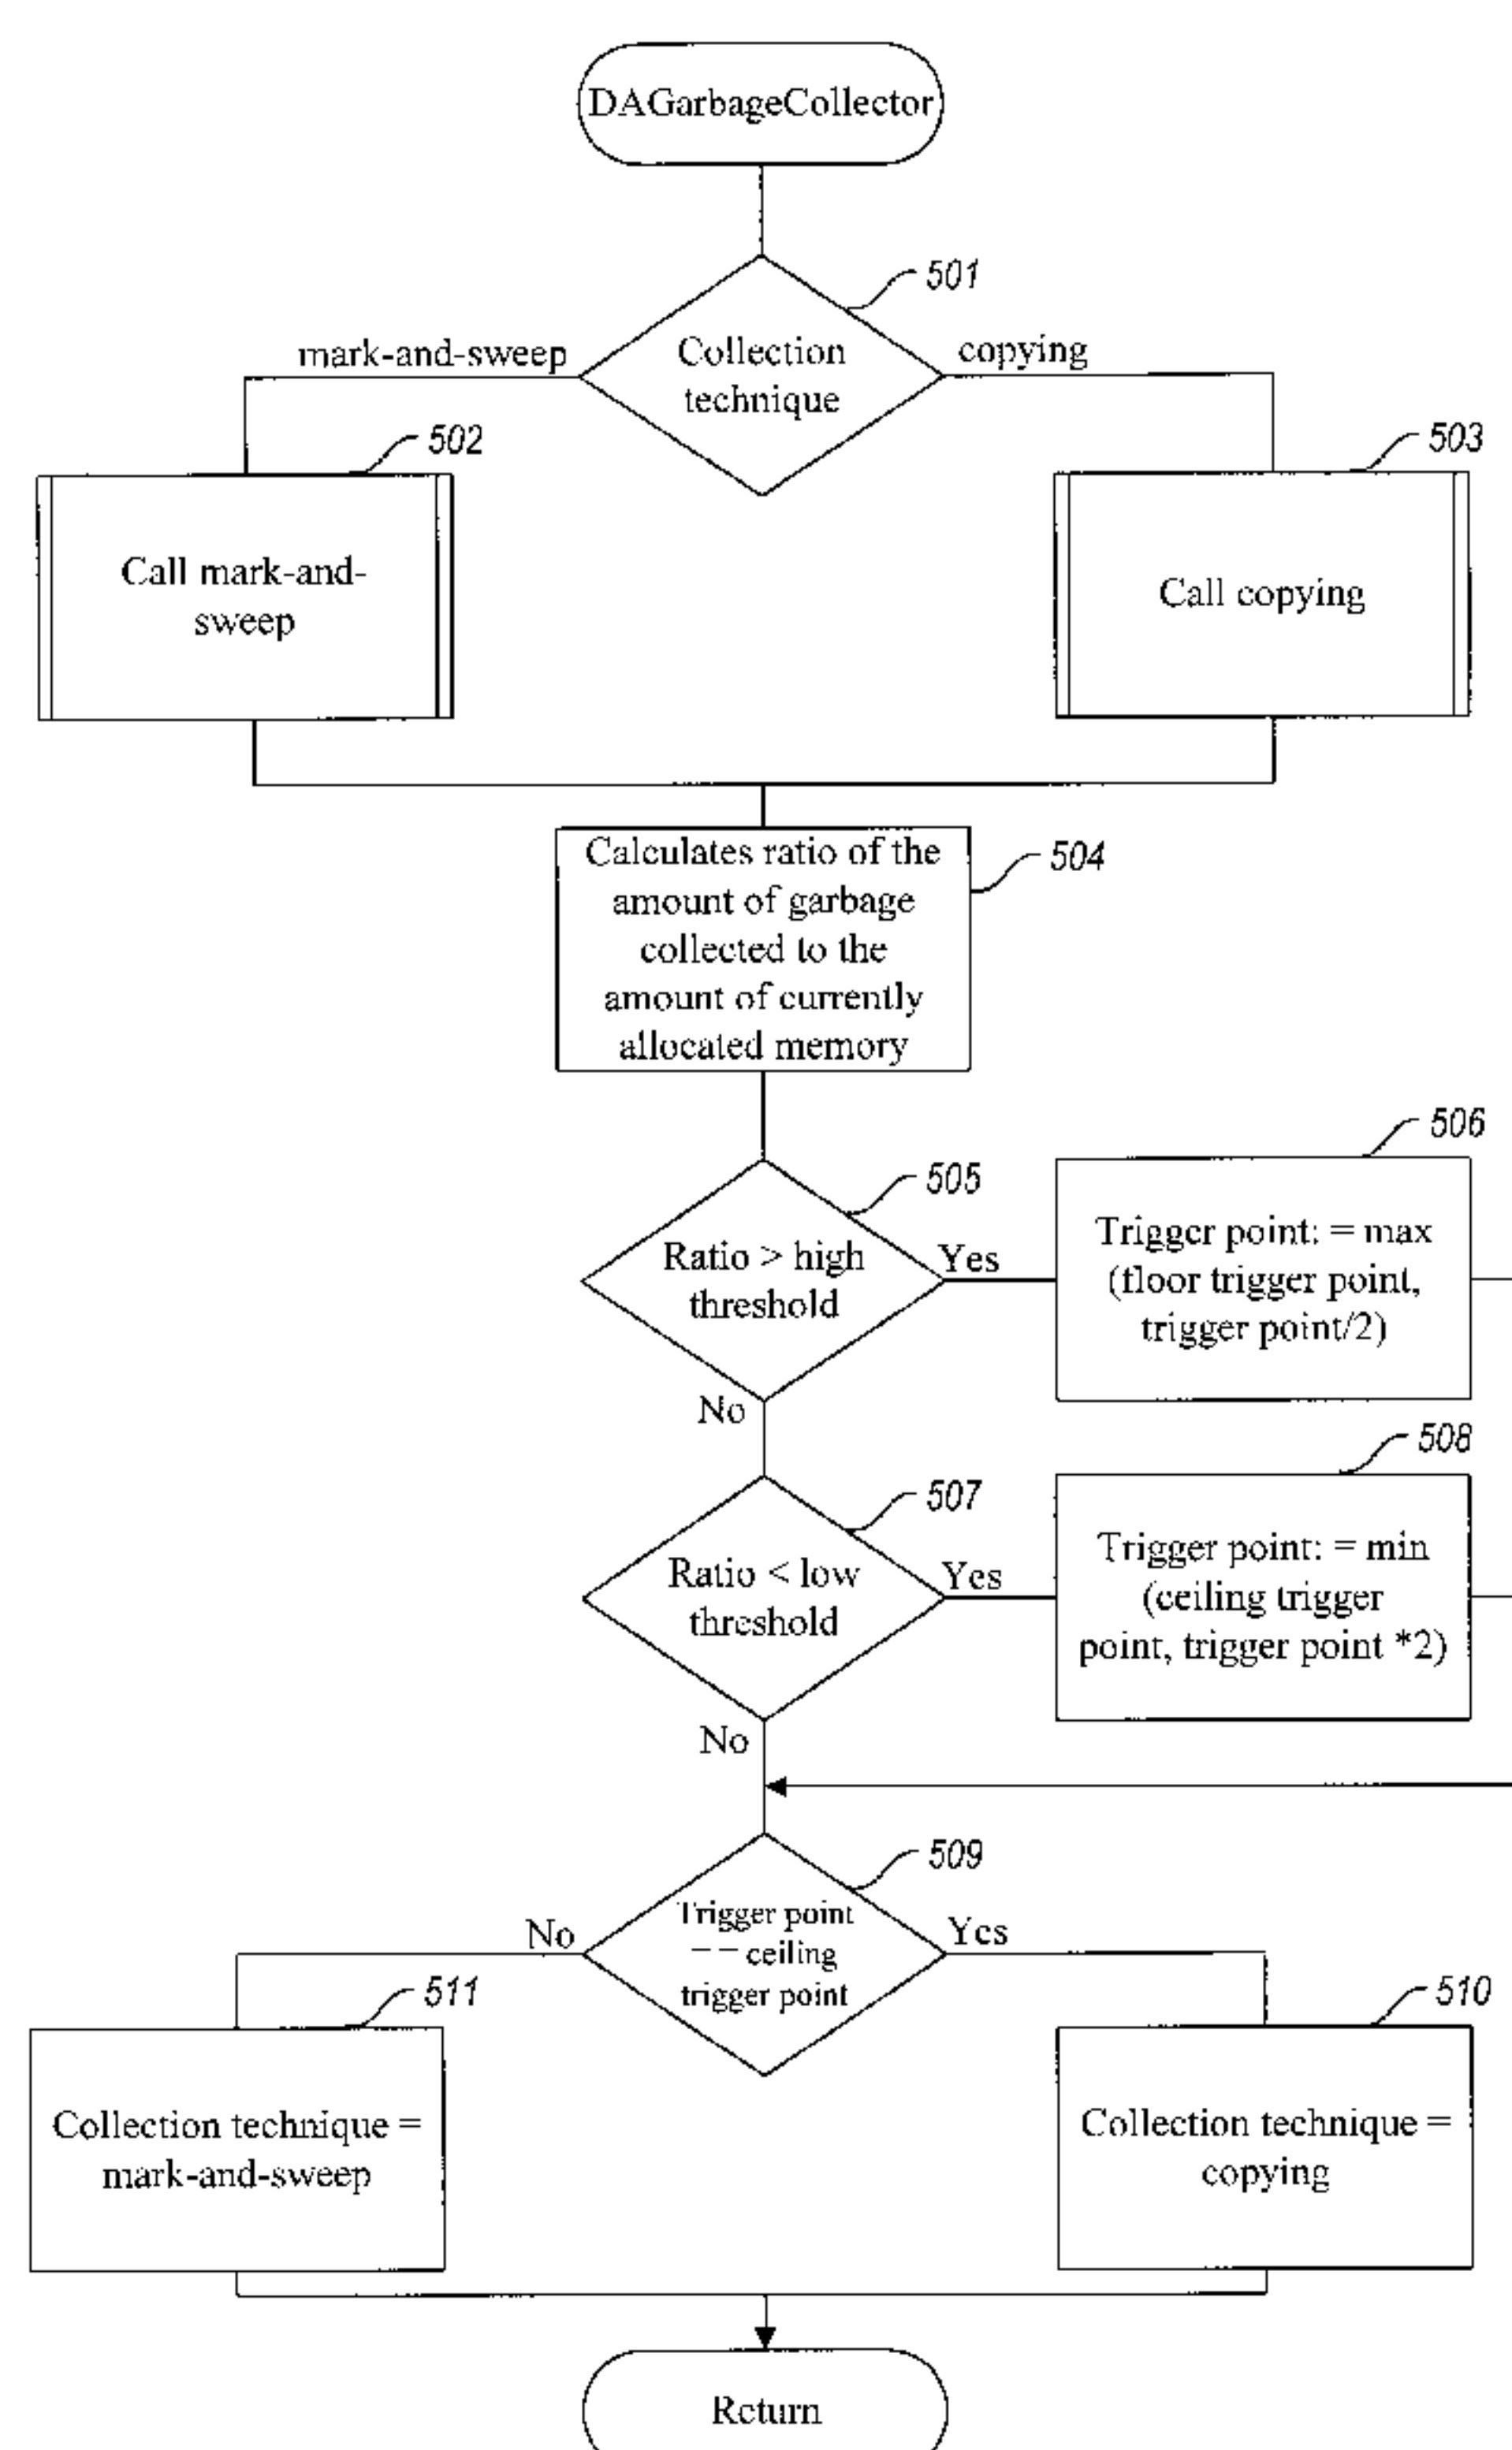 DAGarbageCollector
501
mark-and-sweep
Collection
technique
copying
502
503
Call mark-and-
sweep
Call copying
Calculates ratio of the
amount of garbage
collected to the
amount of currently
allocated memory
504
505
506
Ratio > high
threshold
Yes
Trigger point: = max
(floor trigger point,
trigger point/2)
No
507
508
Ratio < low
threshold
Yes
Trigger point: = min
(ceiling trigger
point, trigger point *2)
No
509
Trigger point
== ceiling
trigger point
No
Yes
511
510
Collection technique =
mark-and-sweep
Collection technique =
copying
Return